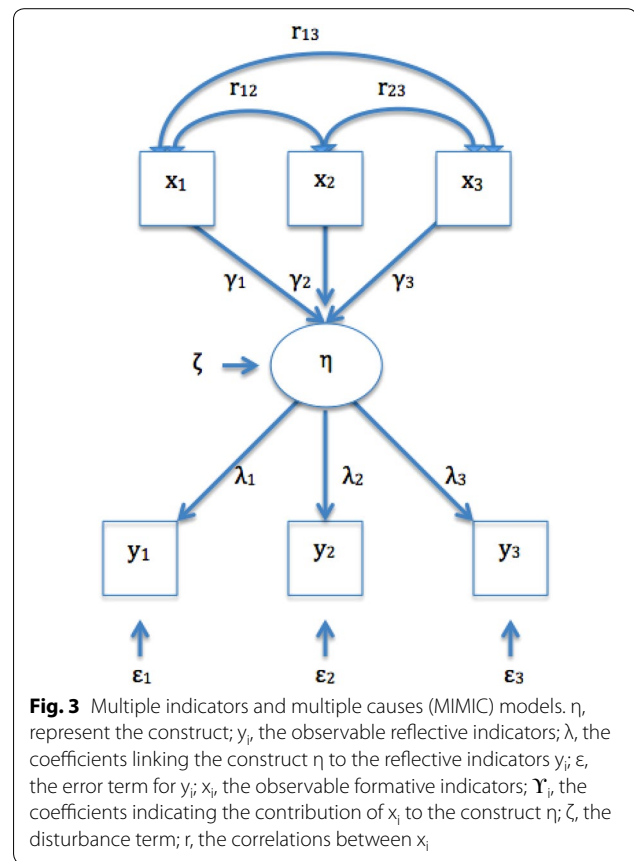 r₁₃
r₁₂ r₂₃
x₁ x₂ x₃
γ₁ γ₂ γ₃
ζ η
λ₁ λ₂ λ₃
y₁ y₂ y₃
ε₁ ε₂ ε₃
Fig. 3 Multiple indicators and multiple causes (MIMIC) models. η,
represent the construct; yᵢ, the observable reflective indicators; λ, the
coefficients linking the construct η to the reflective indicators yᵢ; ε,
the error term for yᵢ; xᵢ, the observable formative indicators; ϒᵢ, the
coefficients indicating the contribution of xᵢ to the construct η; ζ, the
disturbance term; r, the correlations between xᵢ